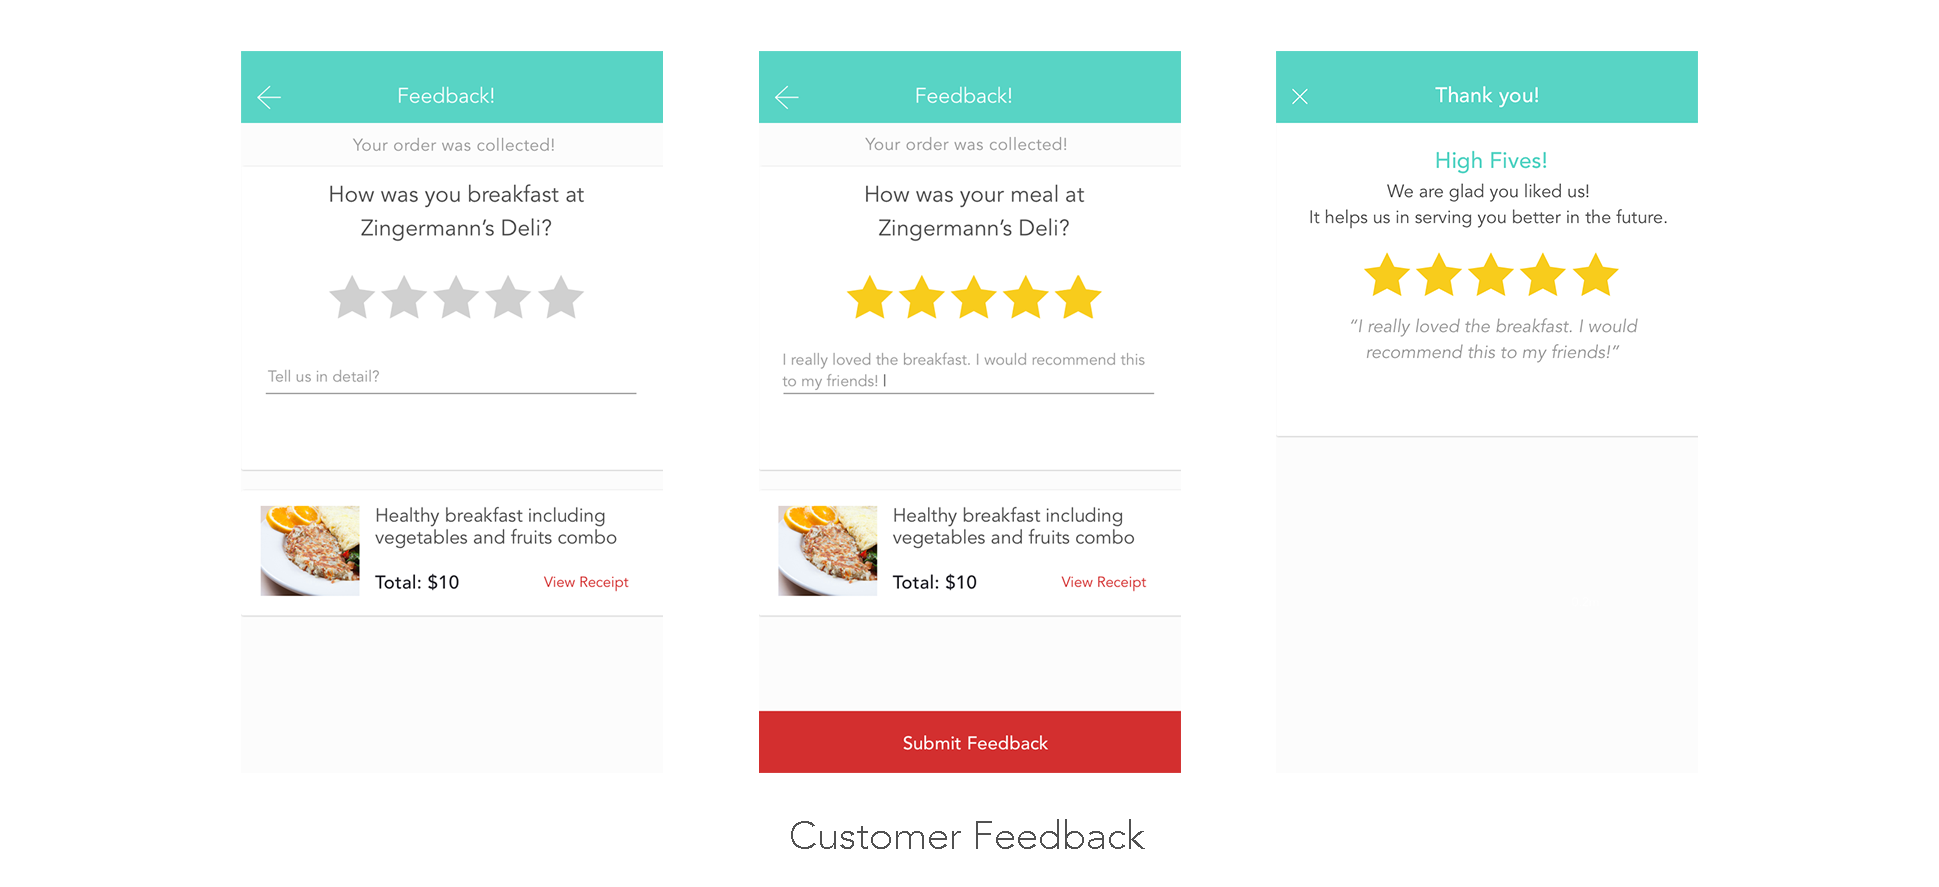 Feedback!
Your order was collected!
How was you breakfast at
Zingermann’s Deli?
Tell us in detail?
Healthy breakfast including
vegetables and fruits combo
Total: $10
View Receipt
Feedback!
Your order was collected!
How was your meal at
Zingermann’s Deli?
I really loved the breakfast. I would recommend this
to my friends!
Healthy breakfast including
vegetables and fruits combo
Total: $10
View Receipt
Submit Feedback
Thank you!
High Fives!
We are glad you liked us!
It helps us in serving you better in the future.
“I really loved the breakfast. I would
recommend this to my friends!”
Customer Feedback